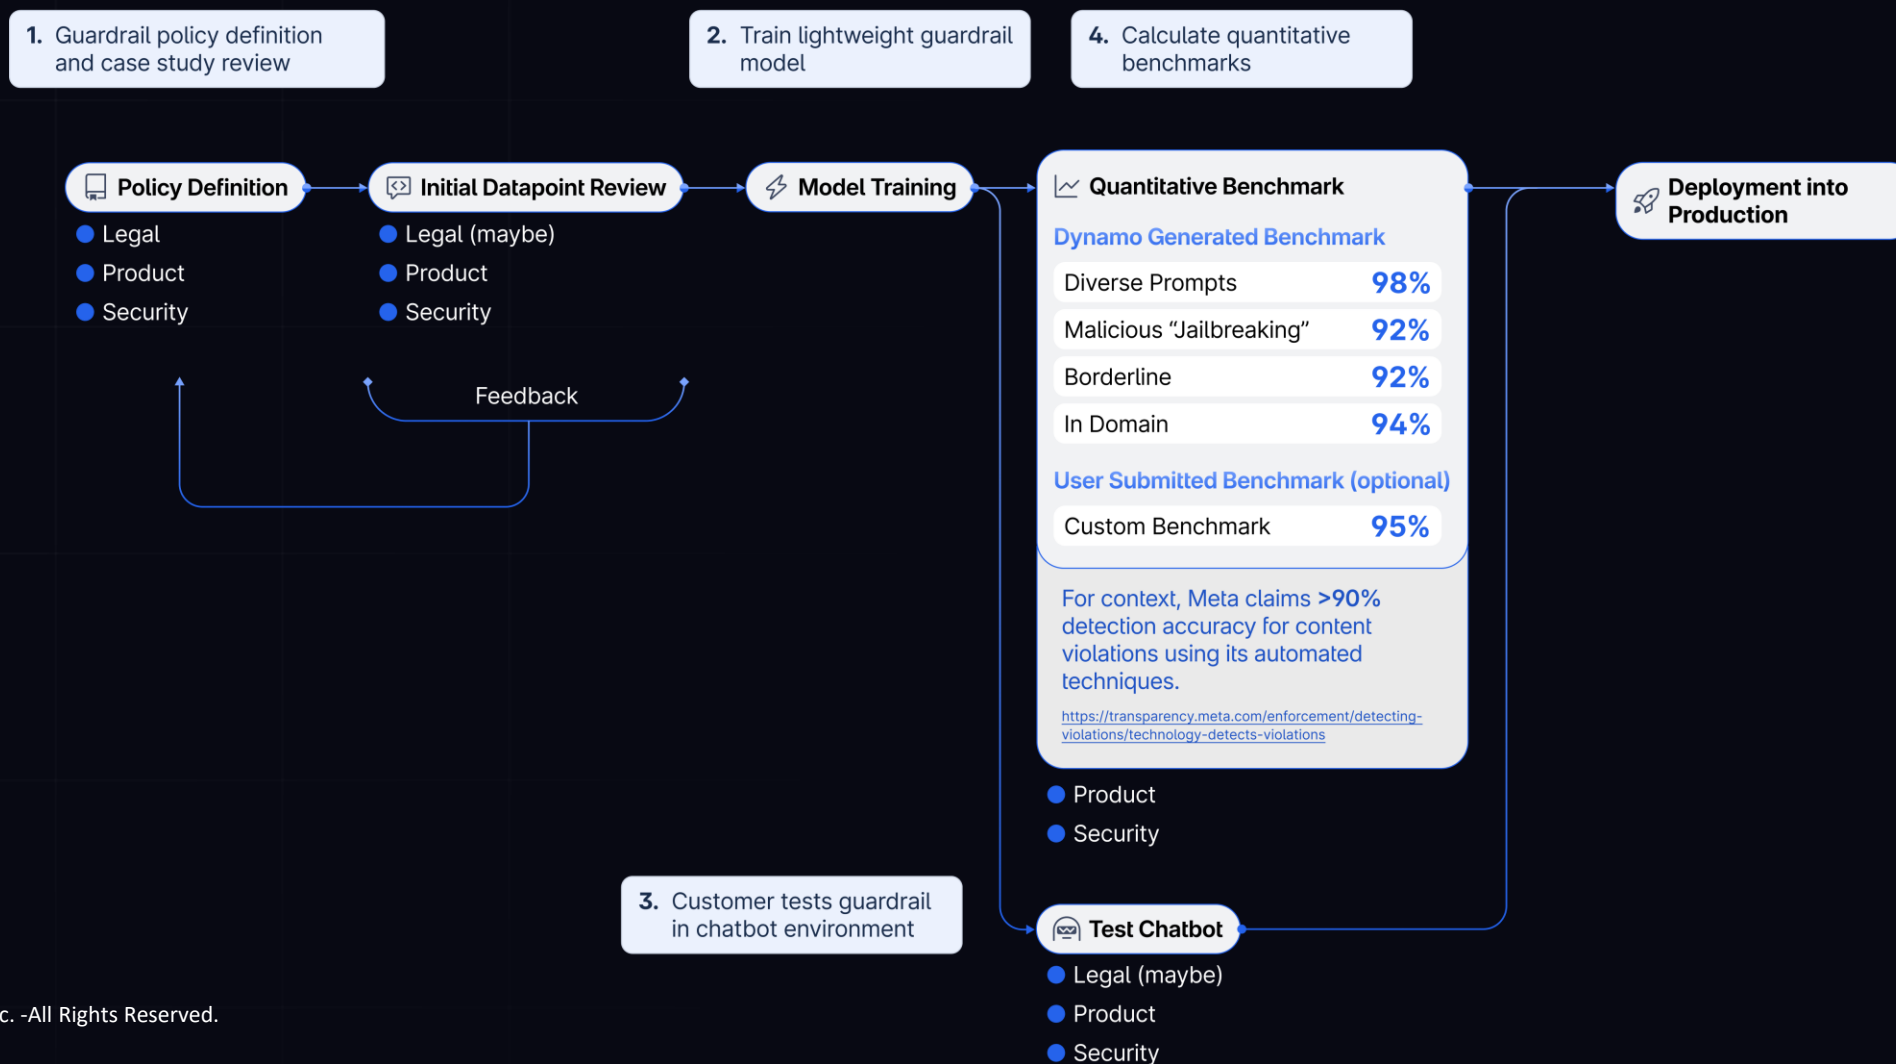 1. Guardrail policy definition
and case study review
2. Train lightweight guardrail
model
4. Calculate quantitative
benchmarks
Policy Definition
Legal
Product
Security
Initial Datapoint Review
Legal (maybe)
Product
Security
Feedback
Model Training
Quantitative Benchmark
Dynamo Generated Benchmark
Diverse Prompts 98%
Malicious “Jailbreaking” 92%
Borderline 92%
In Domain 94%
User Submitted Benchmark (optional)
Custom Benchmark 95%
For context, Meta claims >90%
detection accuracy for content
violations using its automated
techniques.
https://transparency.meta.com/enforcement/detecting-
violations/technology-detects-violations
Product
Security
Deployment into
Production
3. Customer tests guardrail
in chatbot environment
Test Chatbot
Legal (maybe)
Product
Security
c. -All Rights Reserved.